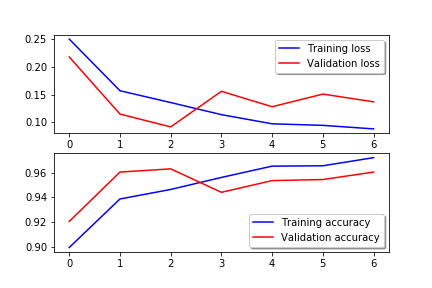 0.25
0.20
0.15
0.10
Training loss
Validation loss
0 1 2 3 4 5 6
0.96
0.94
0.92
0.90
Training accuracy
Validation accuracy
0 1 2 3 4 5 6